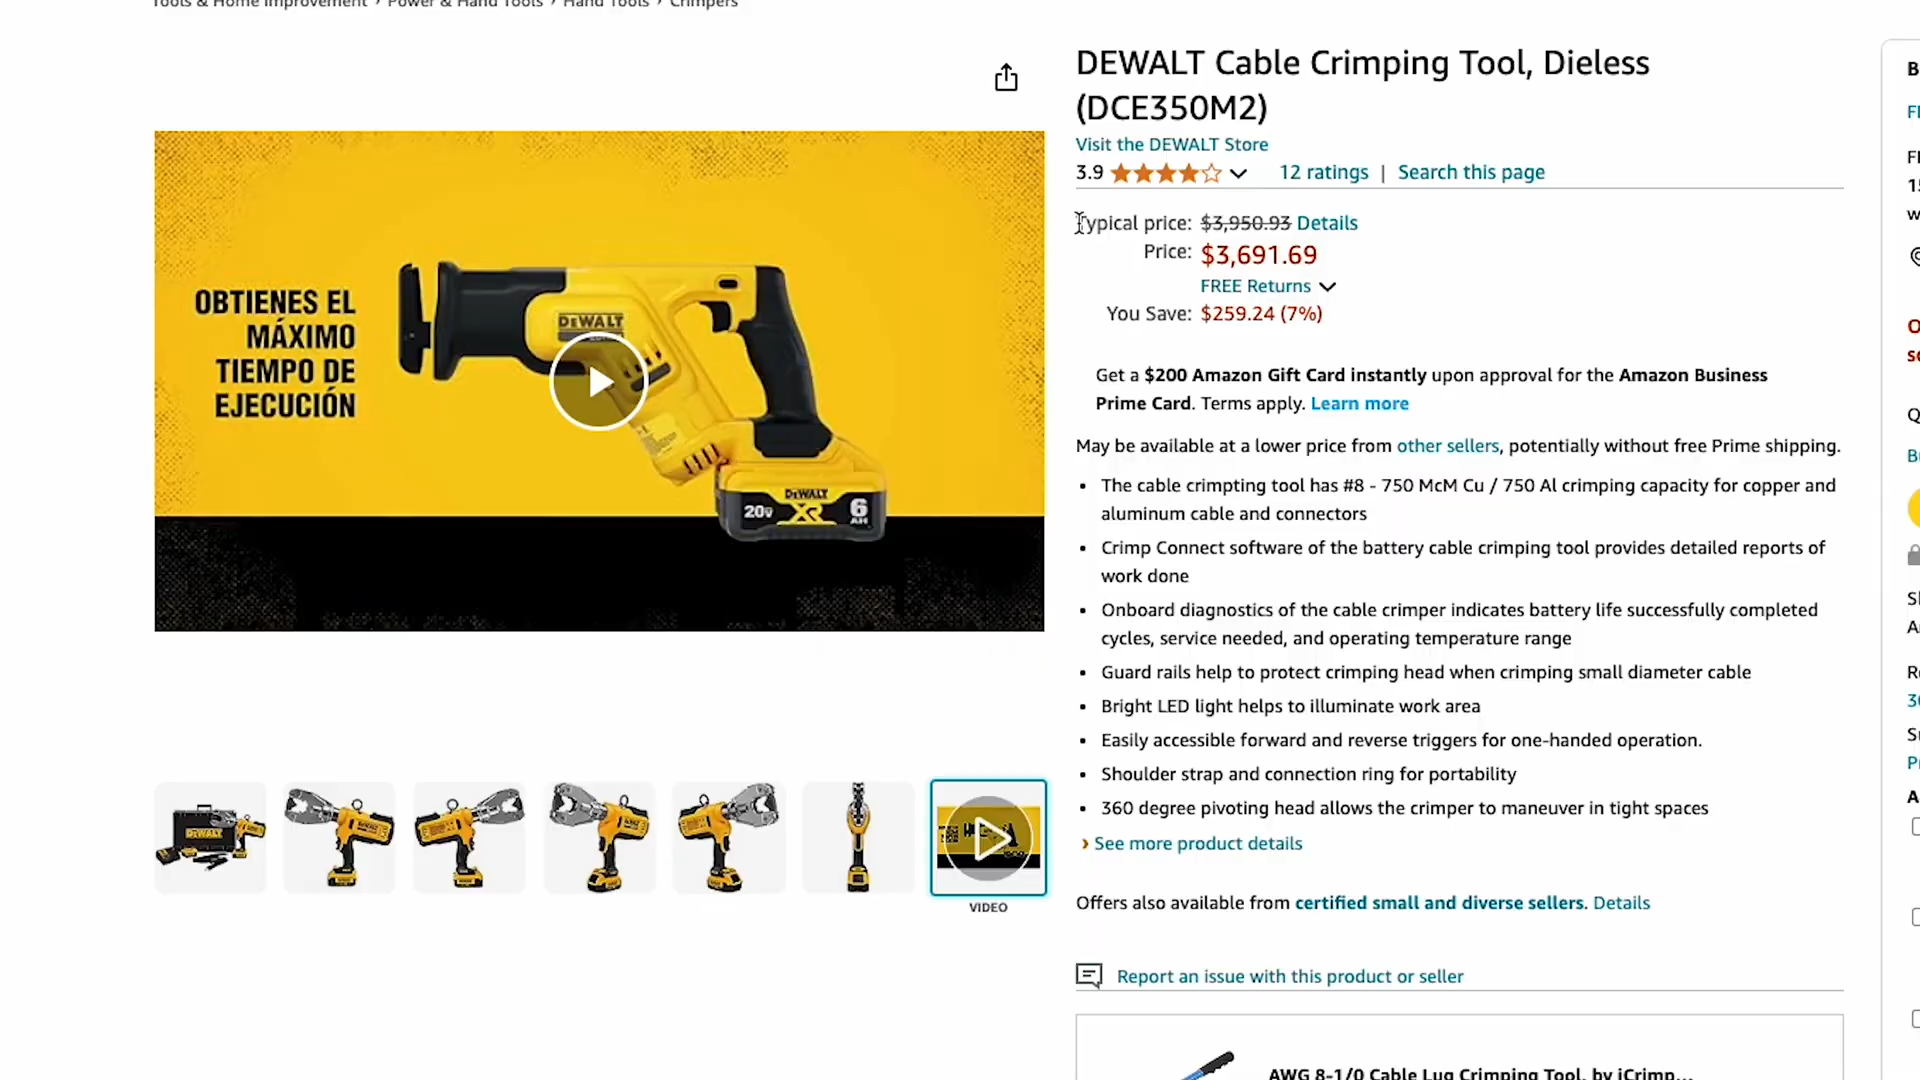 Tools & Home Improvement › Power & Hand Tools › Hand Tools › Crimpers
DEWALT Cable Crimping Tool, Dieless
(DCE350M2)
Visit the DEWALT Store
3.9
12 ratings | Search this page
Typical price: $3,950.93 Details
Price: $3,691.69
FREE Returns
You Save: $259.24 (7%)
Get a $200 Amazon Gift Card instantly upon approval for the Amazon Business
Prime Card. Terms apply. Learn more
May be available at a lower price from other sellers, potentially without free Prime shipping.
• The cable crimpting tool has #8 - 750 McM Cu / 750 Al crimping capacity for copper and
aluminum cable and connectors
• Crimp Connect software of the battery cable crimping tool provides detailed reports of
work done
• Onboard diagnostics of the cable crimper indicates battery life successfully completed
cycles, service needed, and operating temperature range
• Guard rails help to protect crimping head when crimping small diameter cable
• Bright LED light helps to illuminate work area
• Easily accessible forward and reverse triggers for one-handed operation.
• Shoulder strap and connection ring for portability
• 360 degree pivoting head allows the crimper to maneuver in tight spaces
› See more product details
Offers also available from certified small and diverse sellers. Details
Report an issue with this product or seller
AWG 8-1/0 Cable Lug Crimping Tool, by iCrimp...
OBTIENES EL
MÁXIMO
TIEMPO DE
EJECUCIÓN
DEWALT
DEWALT
20V XR 6
AH
DEWALT
VIDEO